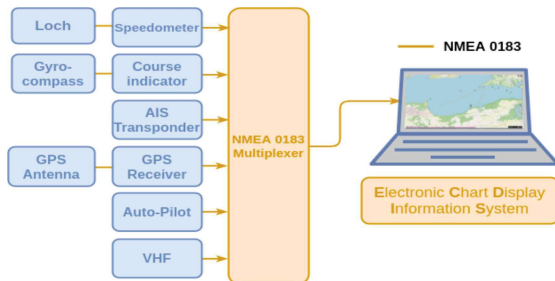 Loch
Speedometer
NMEA 0183
Gyro-
compass
Course
indicator
AIS
Transponder
NMEA 0183
Multiplexer
GPS
Antenna
GPS
Receiver
Electronic Chart Display
Information System
Auto-Pilot
VHF